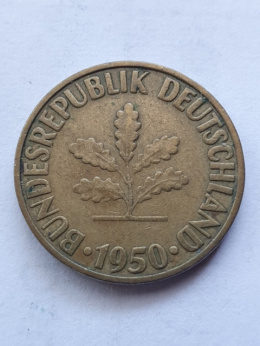 BUNDESREPUBLIK DEUTSCHLAND
· 1950 ·